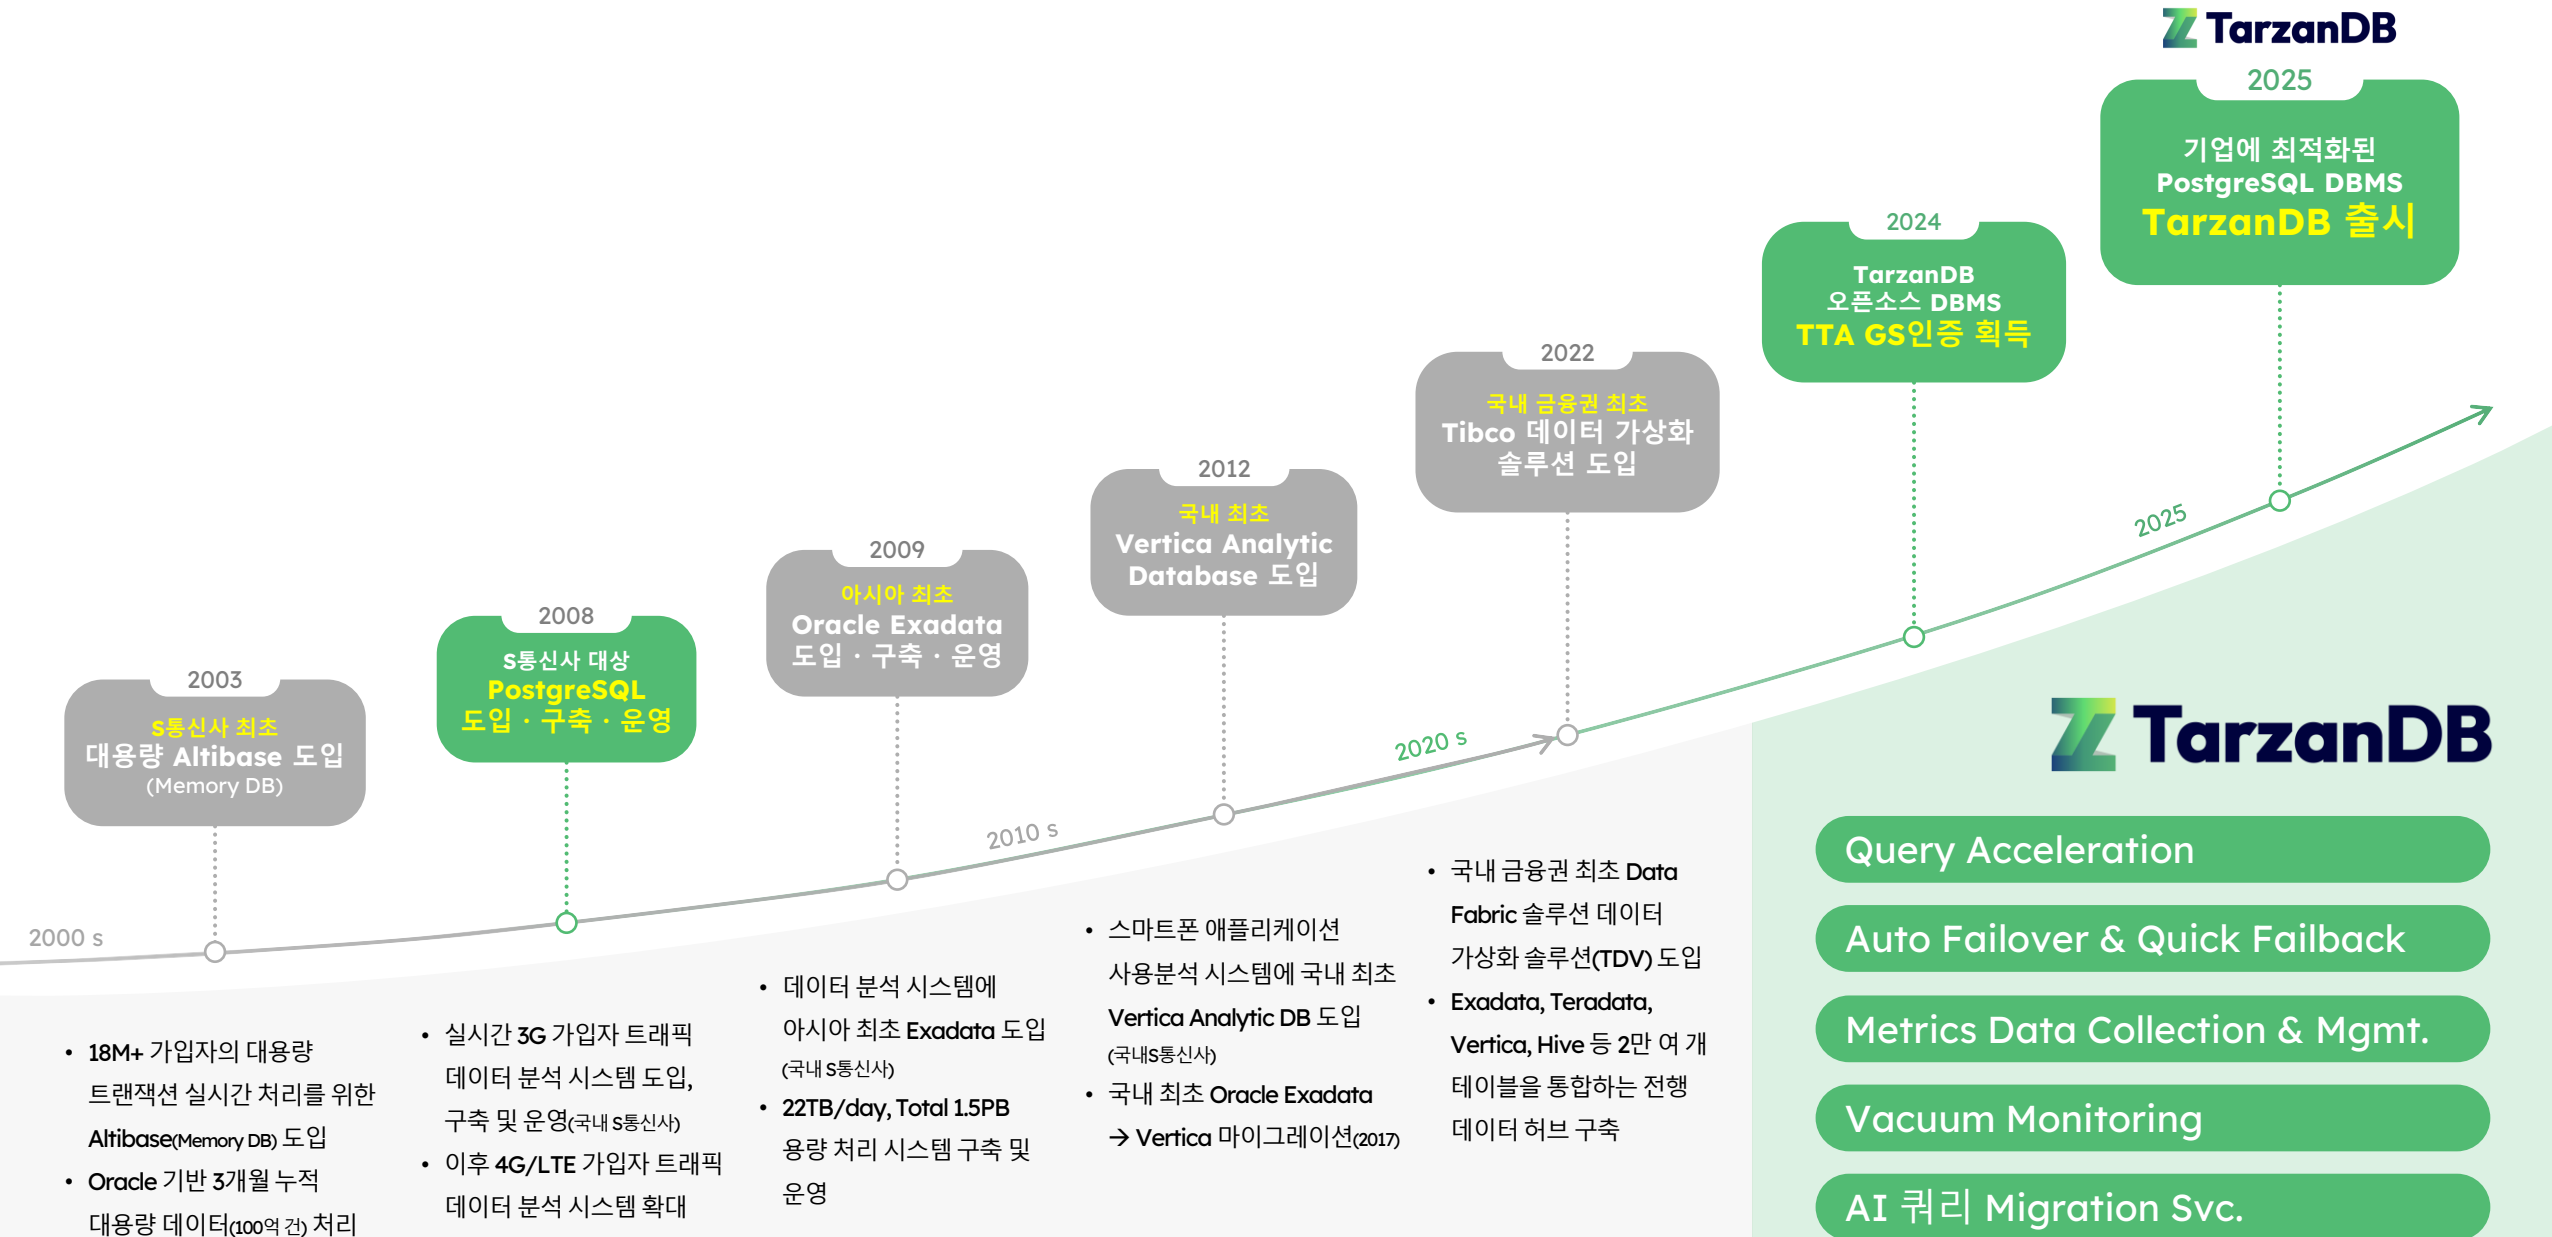 TarzanDB
2025
기업에 최적화된
PostgreSQL DBMS
TarzanDB 출시
2024
TarzanDB
오픈소스 DBMS
TTA GS인증 획득
2022
국내 금융권 최초
Tibco 데이터 가상화
솔루션 도입
2012
국내 최초
Vertica Analytic
Database 도입
2009
아시아 최초
Oracle Exadata
도입 · 구축 · 운영
2008
S통신사 대상
PostgreSQL
도입 · 구축 · 운영
2003
S통신사 최초
대용량 Altibase 도입
(Memory DB)
2000 s
2010 s
2020 s
2025
• 18M+ 가입자의 대용량
트랜잭션 실시간 처리를 위한
Altibase(Memory DB) 도입
• Oracle 기반 3개월 누적
대용량 데이터(100억 건) 처리
• 실시간 3G 가입자 트래픽
데이터 분석 시스템 도입,
구축 및 운영(국내 S통신사)
• 이후 4G/LTE 가입자 트래픽
데이터 분석 시스템 확대
• 데이터 분석 시스템에
아시아 최초 Exadata 도입
(국내 S통신사)
• 22TB/day, Total 1.5PB
용량 처리 시스템 구축 및
운영
• 스마트폰 애플리케이션
사용분석 시스템에 국내 최초
Vertica Analytic DB 도입
(국내S통신사)
• 국내 최초 Oracle Exadata
→ Vertica 마이그레이션(2017)
• 국내 금융권 최초 Data
Fabric 솔루션 데이터
가상화 솔루션(TDV) 도입
• Exadata, Teradata,
Vertica, Hive 등 2만 여 개
테이블을 통합하는 전행
데이터 허브 구축
TarzanDB
Query Acceleration
Auto Failover & Quick Failback
Metrics Data Collection & Mgmt.
Vacuum Monitoring
AI 쿼리 Migration Svc.